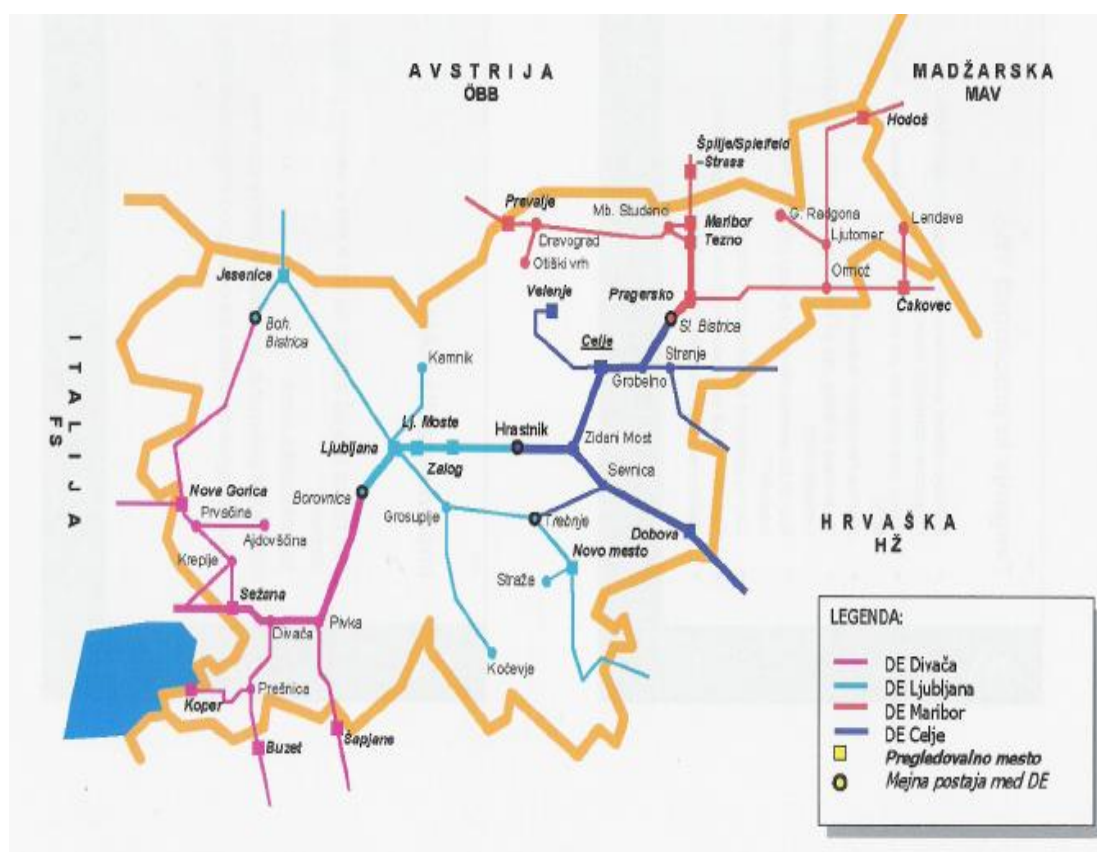 AVSTRIJA
ÖBB
MADŽARSKA
MAV
Hodoš
Špilje/Spielfeld
-Strass
Prevalje
Mb. Studeno
Maribor
Tezno
G. Radgona
Lendava
Dravograd
Ljutomer
Otiški vrh
Ormož
Jesenice
Velenje
Pragersko
Čakovec
Boh.
Bistrica
Sl. Bistrica
Celje
Stranje
Kamnik
Grobelno
ITALIJA
FS
Lj. Moste
Hrastnik
Ljubljana
Zidani Most
Zalog
Sevnica
Nova Gorica
Borovnica
Prvačina
Grosuplje
Trebnje
Dobova
HRVAŠKA
HŽ
Ajdovščina
Kreplje
Novo mesto
Straža
Sežana
Divača
Pivka
Kočevje
Prešnica
Koper
Buzet
Šapjane
LEGENDA:
DE Divača
DE Ljubljana
DE Maribor
DE Celje
Pregledovalno mesto
Mejna postaja med DE